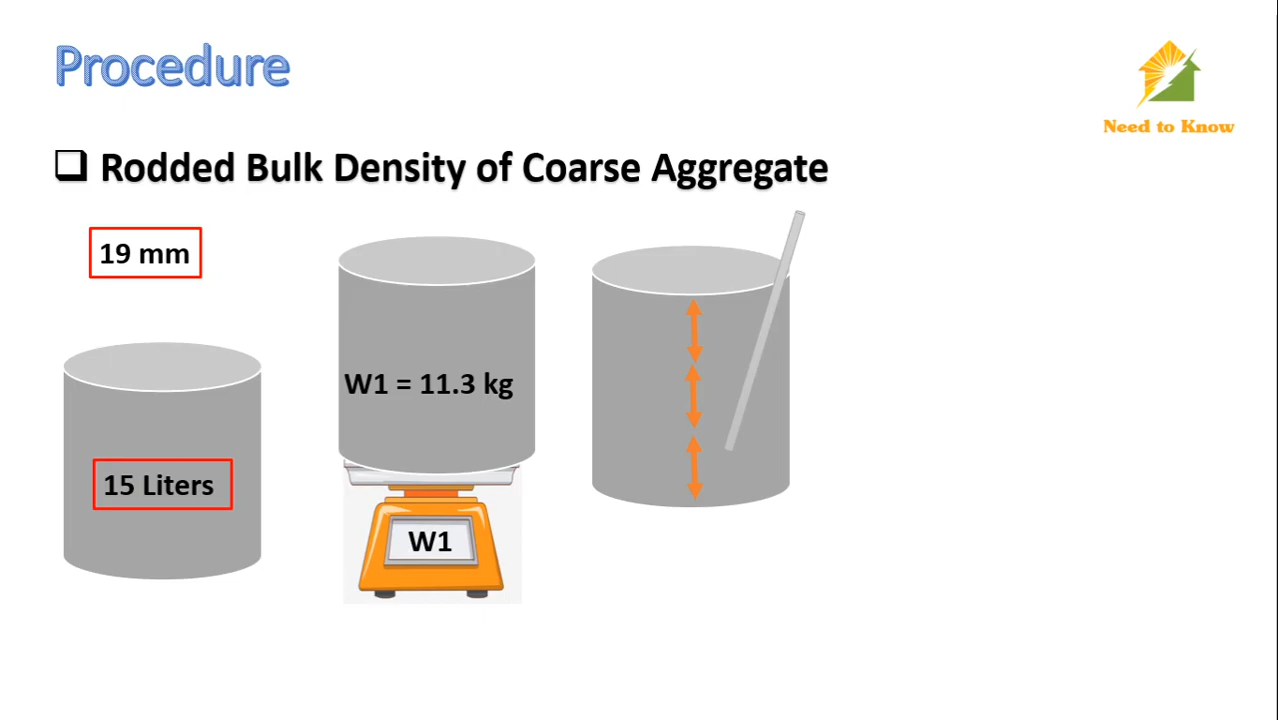 Procedure
Need to Know
❑ Rodded Bulk Density of Coarse Aggregate
19 mm
15 Liters
W1 = 11.3 kg
W1